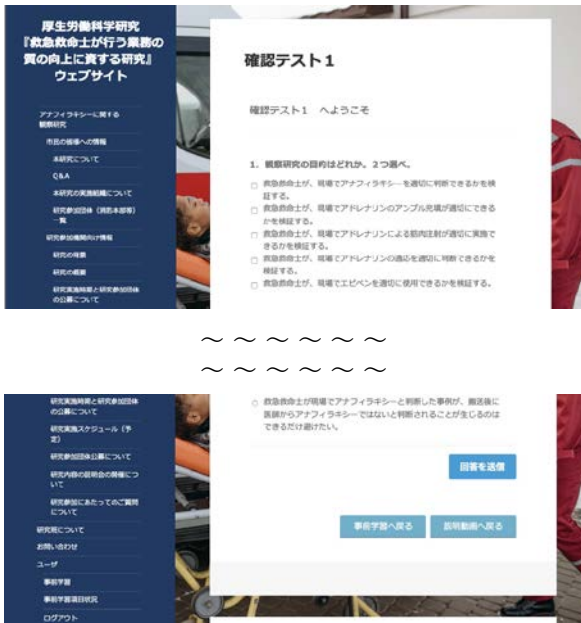 厚生労働科学研究
『救急救命士が行う業務の
質の向上に資する研究』
ウェブサイト
アナフィラキシーに関する
観察研究
市民の皆様への情報
本研究について
Q&A
本研究の実施組織について
研究参加団体（消防本部等）
一覧
研究参加機関向け情報
研究の背景
研究の概要
研究実施時期と研究参加団体
の公募について
確認テスト１
確認テスト１　へようこそ
1. 観察研究の目的はどれか。２つ選べ。
救急救命士が、現場でアナフィラキシーを適切に判断できるかを検
証する。
救急救命士が、現場でアドレナリンのアンプル充填が適切にできる
かを検証する。
救急救命士が、現場でアドレナリンによる筋肉注射が適切に実施で
きるかを検証する。
救急救命士が、現場でアドレナリンの適応を適切に判断できるかを
検証する。
救急救命士が、現場でエピペンを適切に使用できるかを検証する。
～～～～～～
～～～～～～
研究実施時期と研究参加団体
の公募について
研究実施スケジュール（予
定）
研究参加団体公募について
研究内容の説明会の開催につ
いて
研究参加にあたってのご質問
について
研究班について
お問い合わせ
ユーザ
事前学習
事前学習項目状況
ログアウト
救急救命士が現場でアナフィラキシーと判断した事例が、搬送後に
医師からアナフィラキシーではないと判断されることが生じるのは
できるだけ避けたい。
回答を送信
事前学習へ戻る
説明動画へ戻る